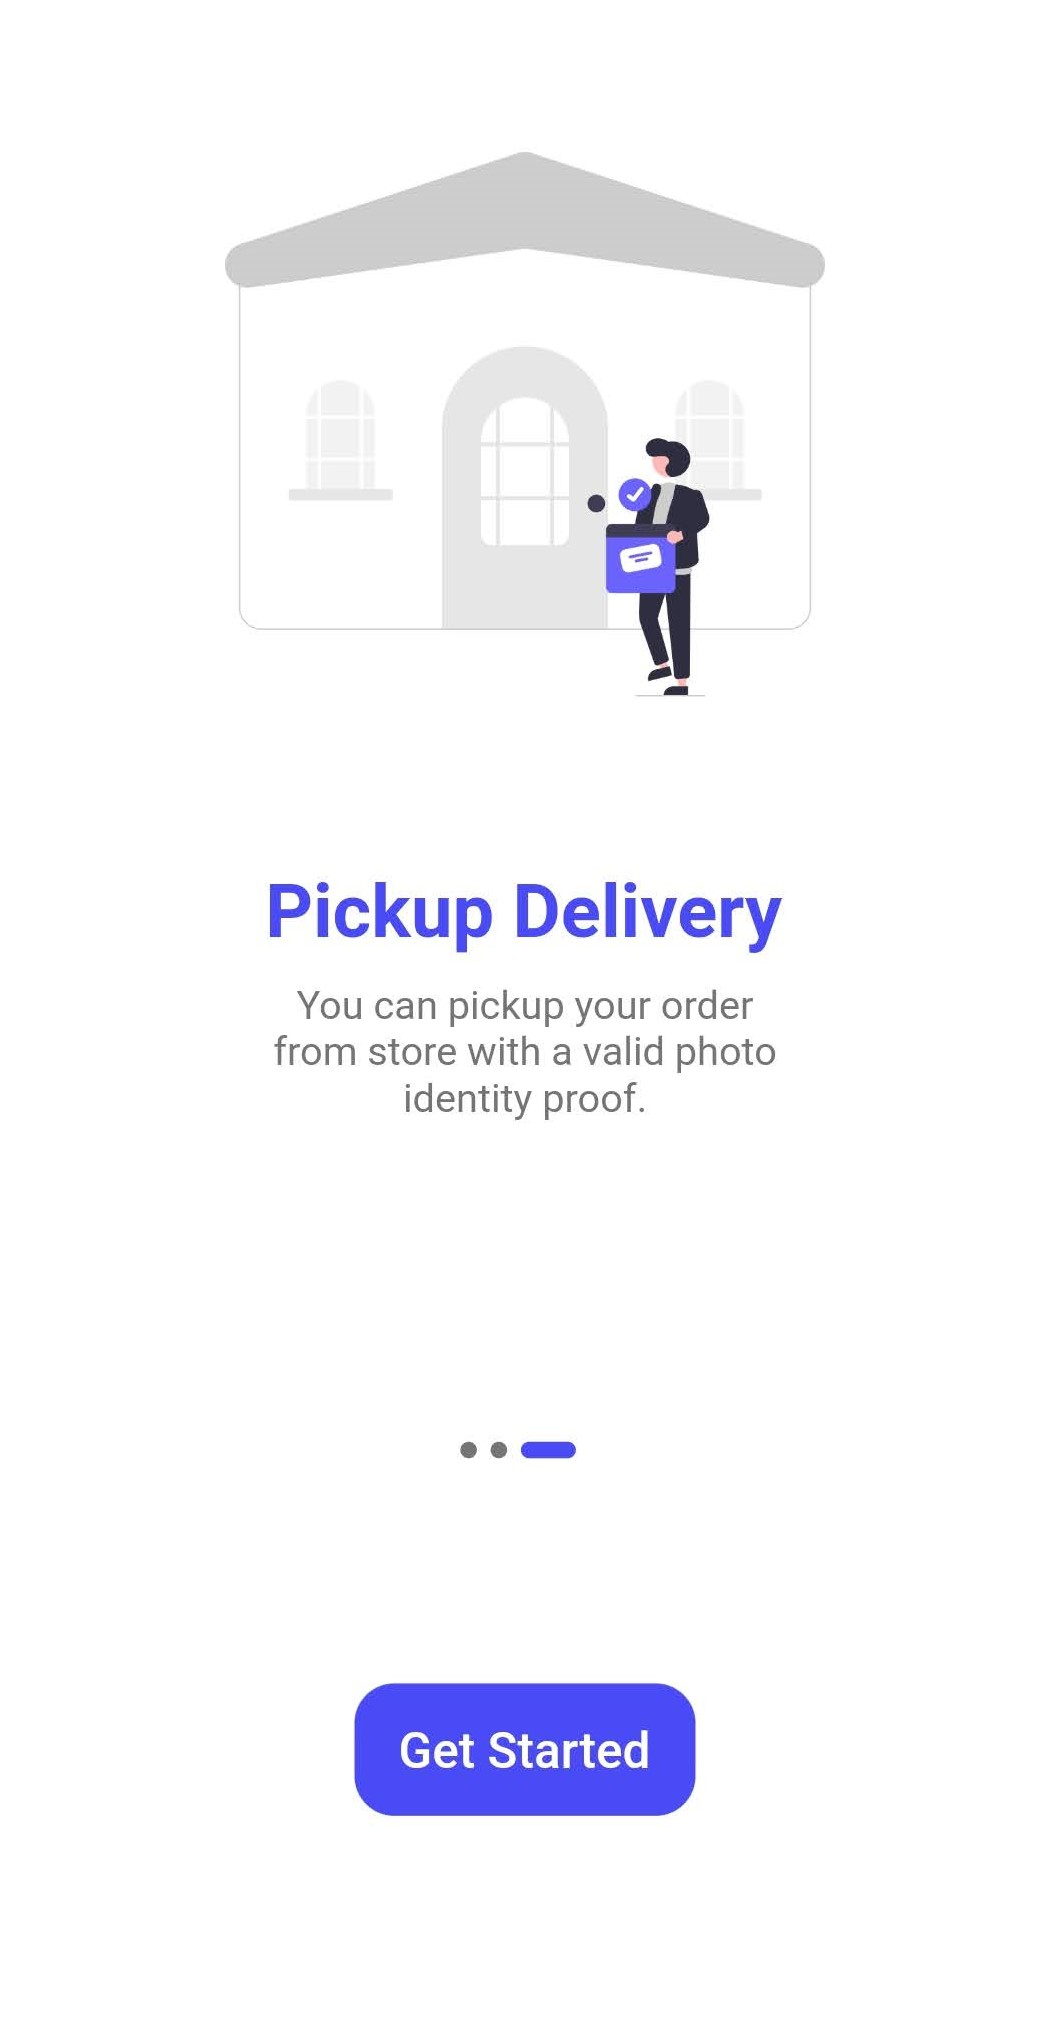 Pickup Delivery
You can pickup your order
from store with a valid photo
identity proof.
Get Started